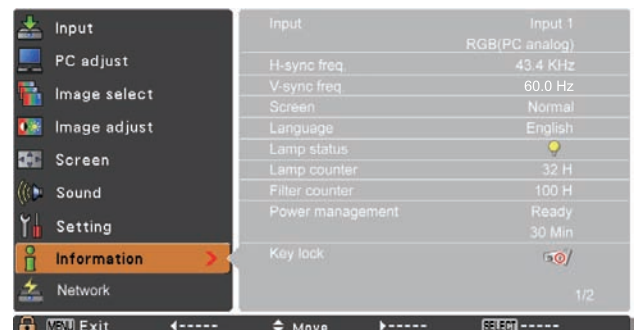 Input
PC adjust
Image select
Image adjust
Screen
Sound
Setting
Information
Network
Input Input 1
RGB(PC analog)
H-sync freq. 43.4 KHz
V-sync freq. 60.0 Hz
Screen Normal
Language English
Lamp status
Lamp counter 32 H
Filter counter 100 H
Power management Ready
30 Min
Key lock
1/2
MENU Exit ----- Move ----- SELECT -----